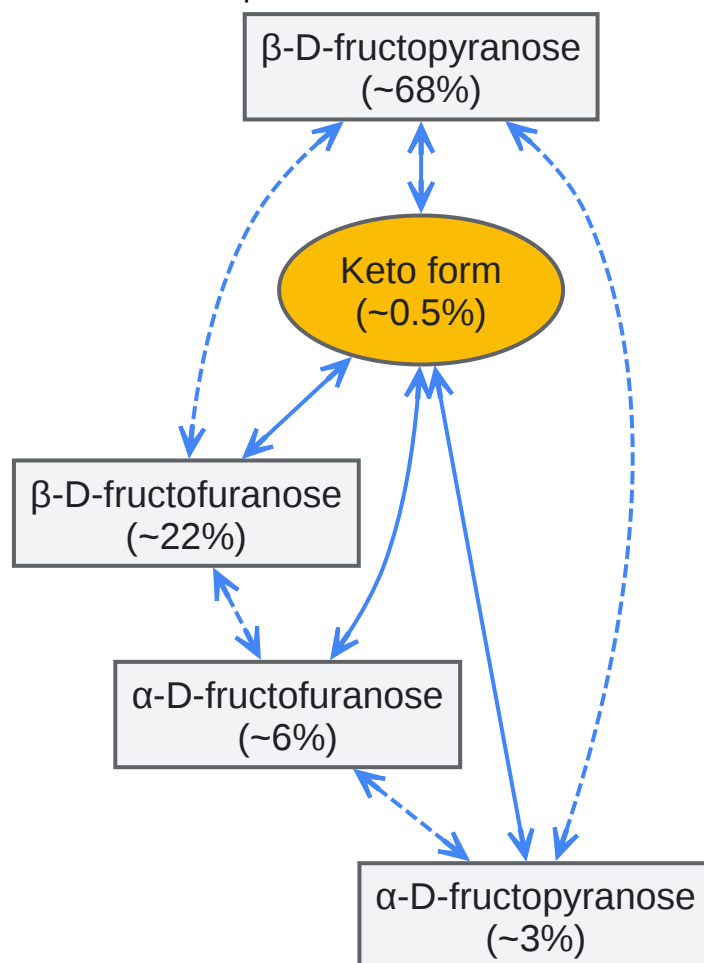 β-D-fructopyranose
(~68%)
Keto form
(~0.5%)
β-D-fructofuranose
(~22%)
α-D-fructofuranose
(~6%)
α-D-fructopyranose
(~3%)